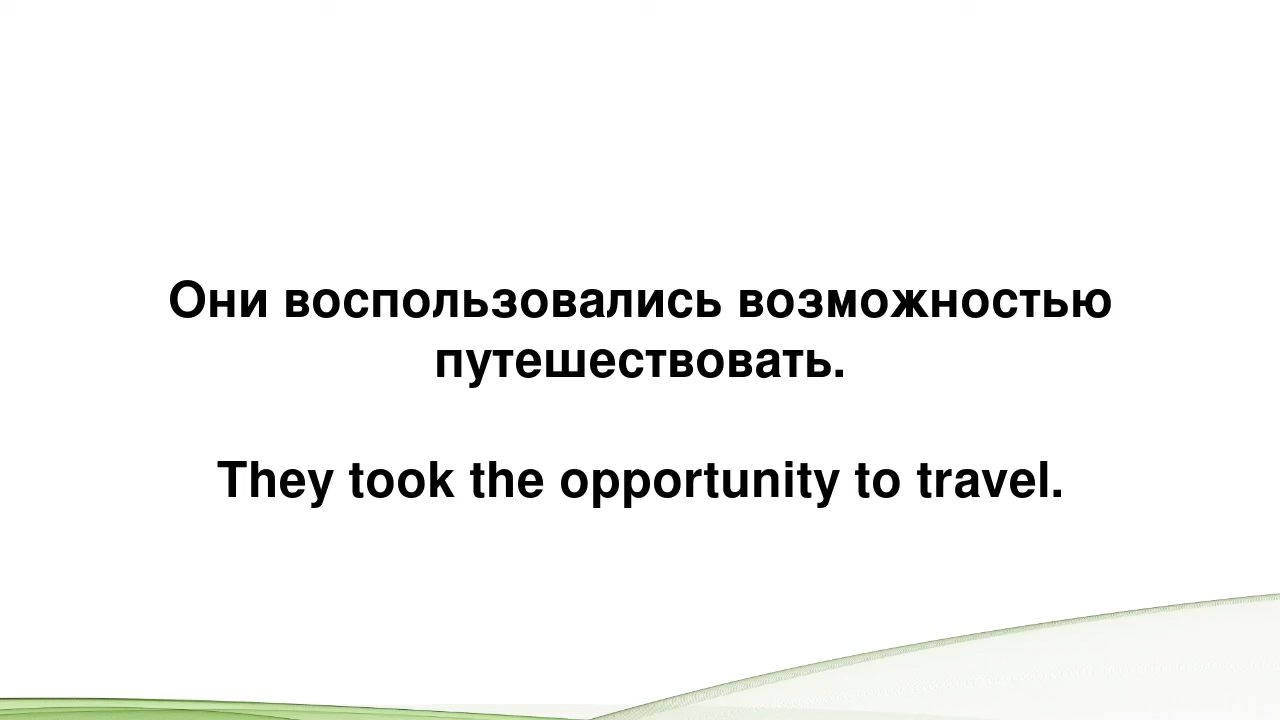 Они воспользовались возможностью
путешествовать.
They took the opportunity to travel.